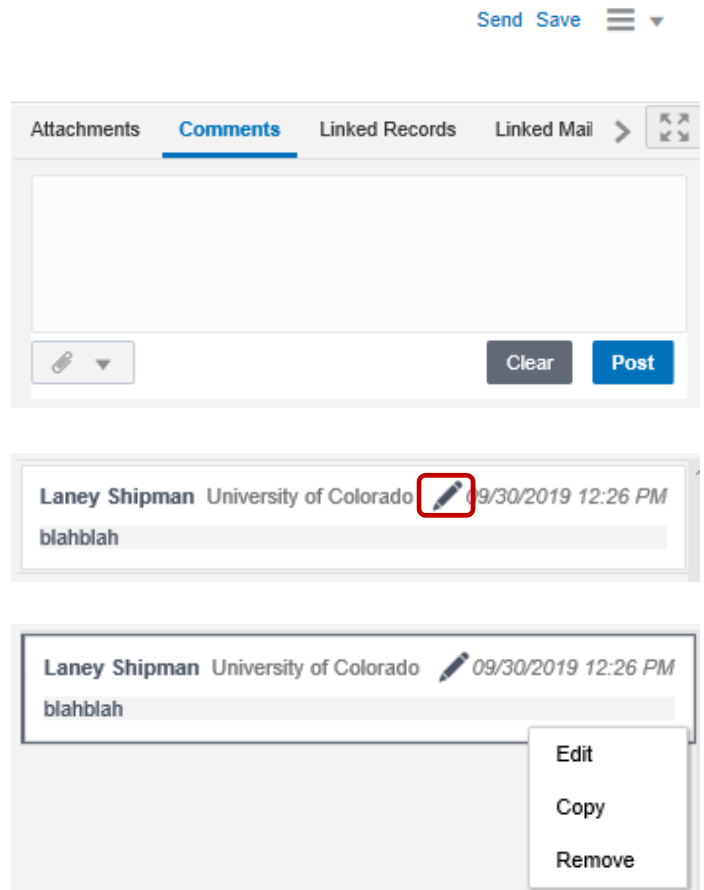 Send Save
Attachments Comments Linked Records Linked Mail
Clear Post
Laney Shipman University of Colorado 09/30/2019 12:26 PM
blahblah
Laney Shipman University of Colorado 09/30/2019 12:26 PM
blahblah
Edit
Copy
Remove